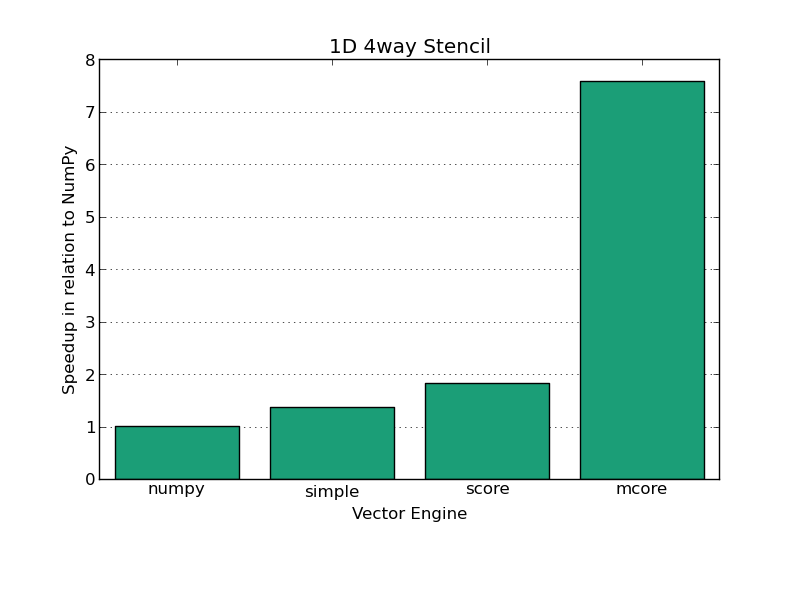 1D 4way Stencil
8
7
6
5
4
3
2
1
0
Speedup in relation to NumPy
numpy simple score mcore
Vector Engine